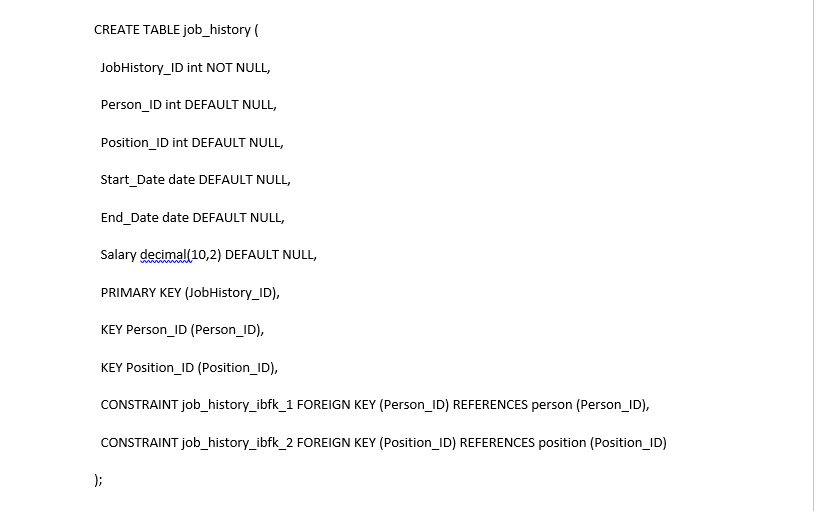 CREATE TABLE job_history (
JobHistory_ID int NOT NULL,
Person_ID int DEFAULT NULL,
Position_ID int DEFAULT NULL,
Start_Date date DEFAULT NULL,
End_Date date DEFAULT NULL,
Salary decimal(10,2) DEFAULT NULL,
PRIMARY KEY (JobHistory_ID),
KEY Person_ID (Person_ID),
KEY Position_ID (Position_ID),
CONSTRAINT job_history_ibfk_1 FOREIGN KEY (Person_ID) REFERENCES person (Person_ID),
CONSTRAINT job_history_ibfk_2 FOREIGN KEY (Position_ID) REFERENCES position (Position_ID)
);